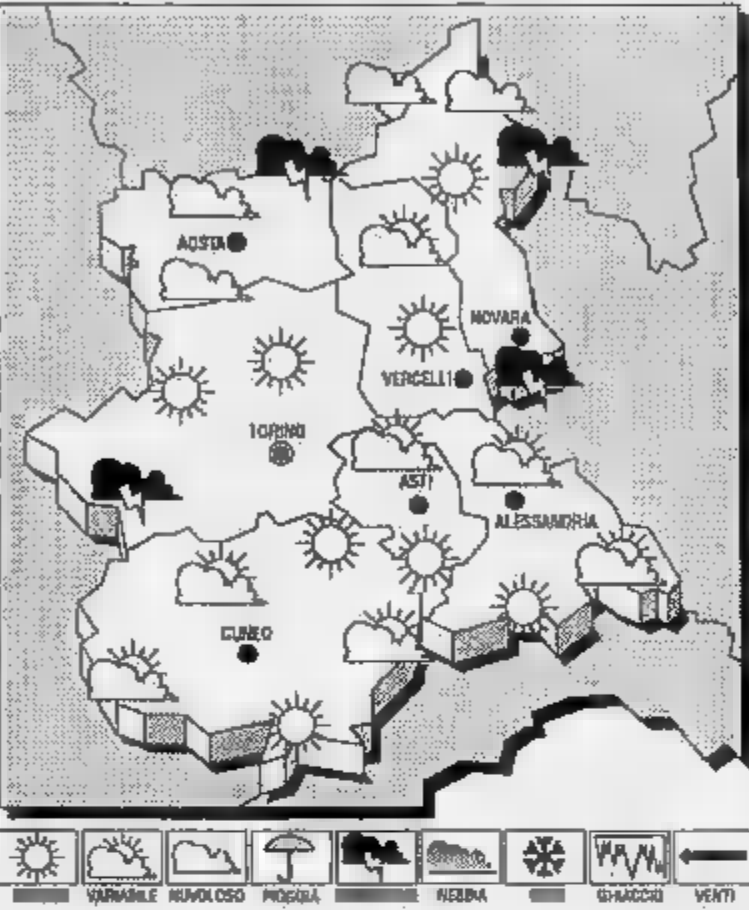 AOSTA
NOVARA
VERCELLI
TORINO
ASTI
ALESSANDRIA
CUNEO
VARIABILE NUVOLOSO PIOGGIA NEBBIA GHIACCIO VENTI